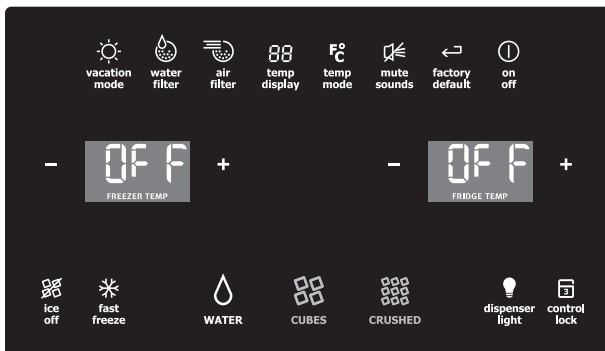 88 F°C
vacation mode water filter air filter temp display temp mode mute sounds factory default on off
- OFF + - OFF +
FREEZER TEMP FRIDGE TEMP
3
ice off fast freeze WATER CUBES CRUSHED dispenser light control lock